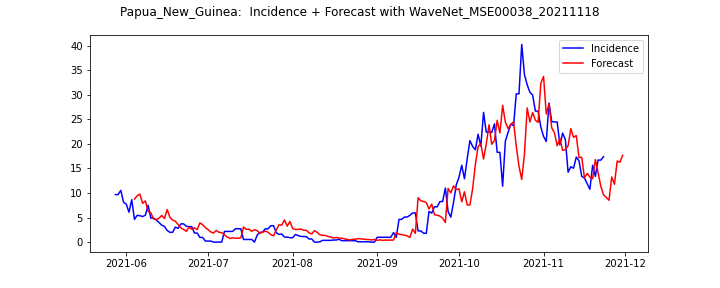 Papua_New_Guinea:  Incidence + Forecast with WaveNet_MSE00038_20211118
Incidence
Forecast
40
35
30
25
20
15
10
5
0
2021-06 2021-07 2021-08 2021-09 2021-10 2021-11 2021-12